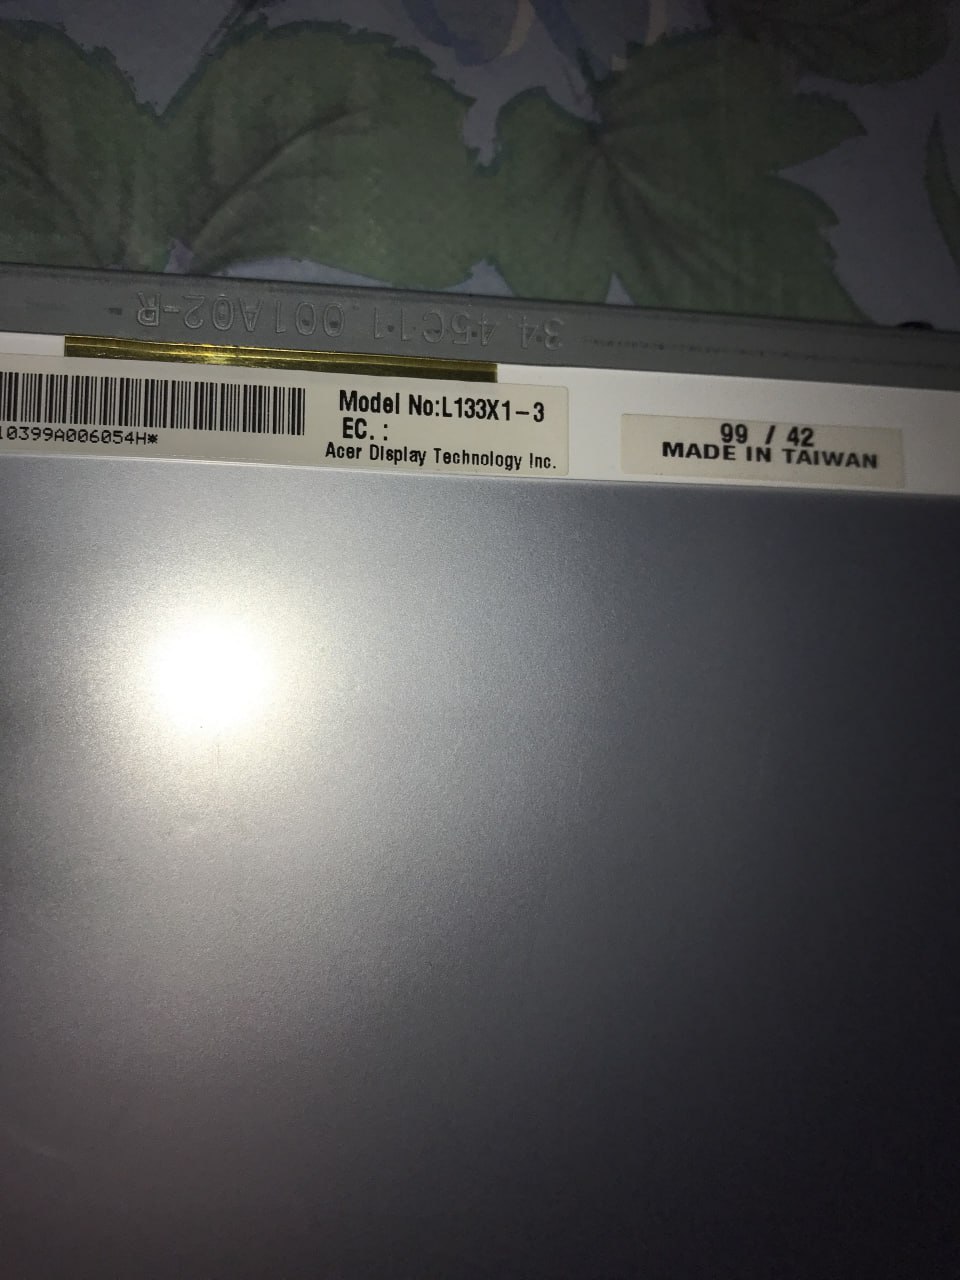 34.45C11.001A02-R
Model No:L133X1-3
EC. :
10399A006054H*
Acer Display Technology Inc.
99 / 42
MADE IN TAIWAN